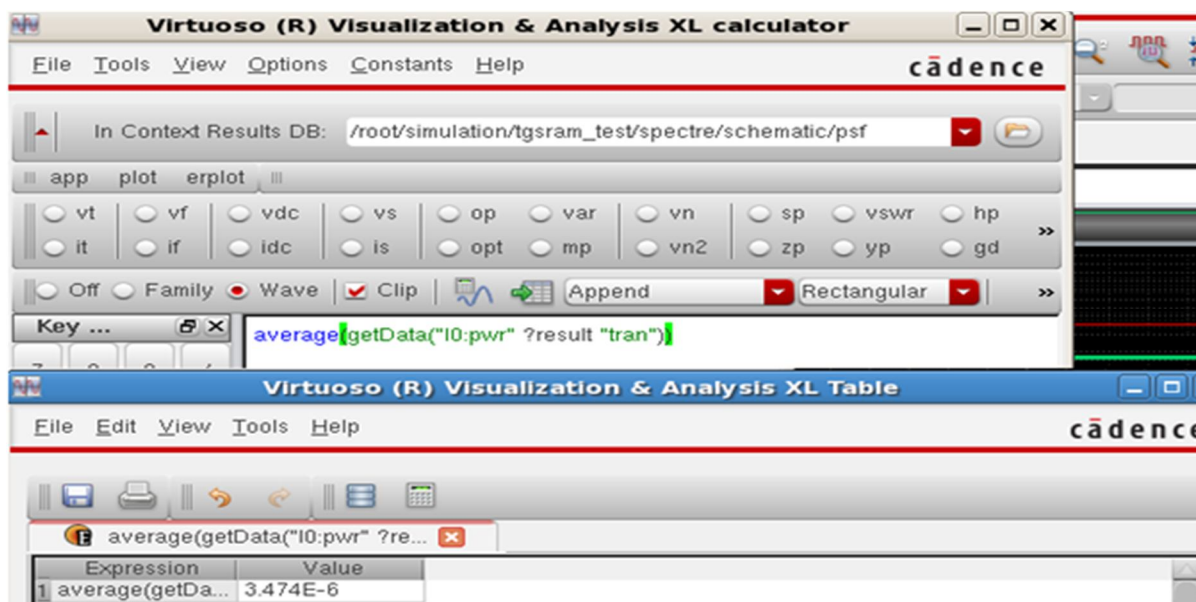 Virtuoso (R) Visualization & Analysis XL calculator
File Tools View Options Constants Help
cādence
In Context Results DB: /root/simulation/tgsram_test/spectre/schematic/psf
app plot erplot
vt vf vdc vs op var vn sp vswr hp
it if idc is opt mp vn2 zp yp gd
Off Family Wave Clip Append Rectangular
Key ...
average(getData("I0:pwr" ?result "tran"))
Virtuoso (R) Visualization & Analysis XL Table
File Edit View Tools Help
cādence
average(getData("I0:pwr" ?re...
Expression Value
1 average(getDa... 3.474E-6